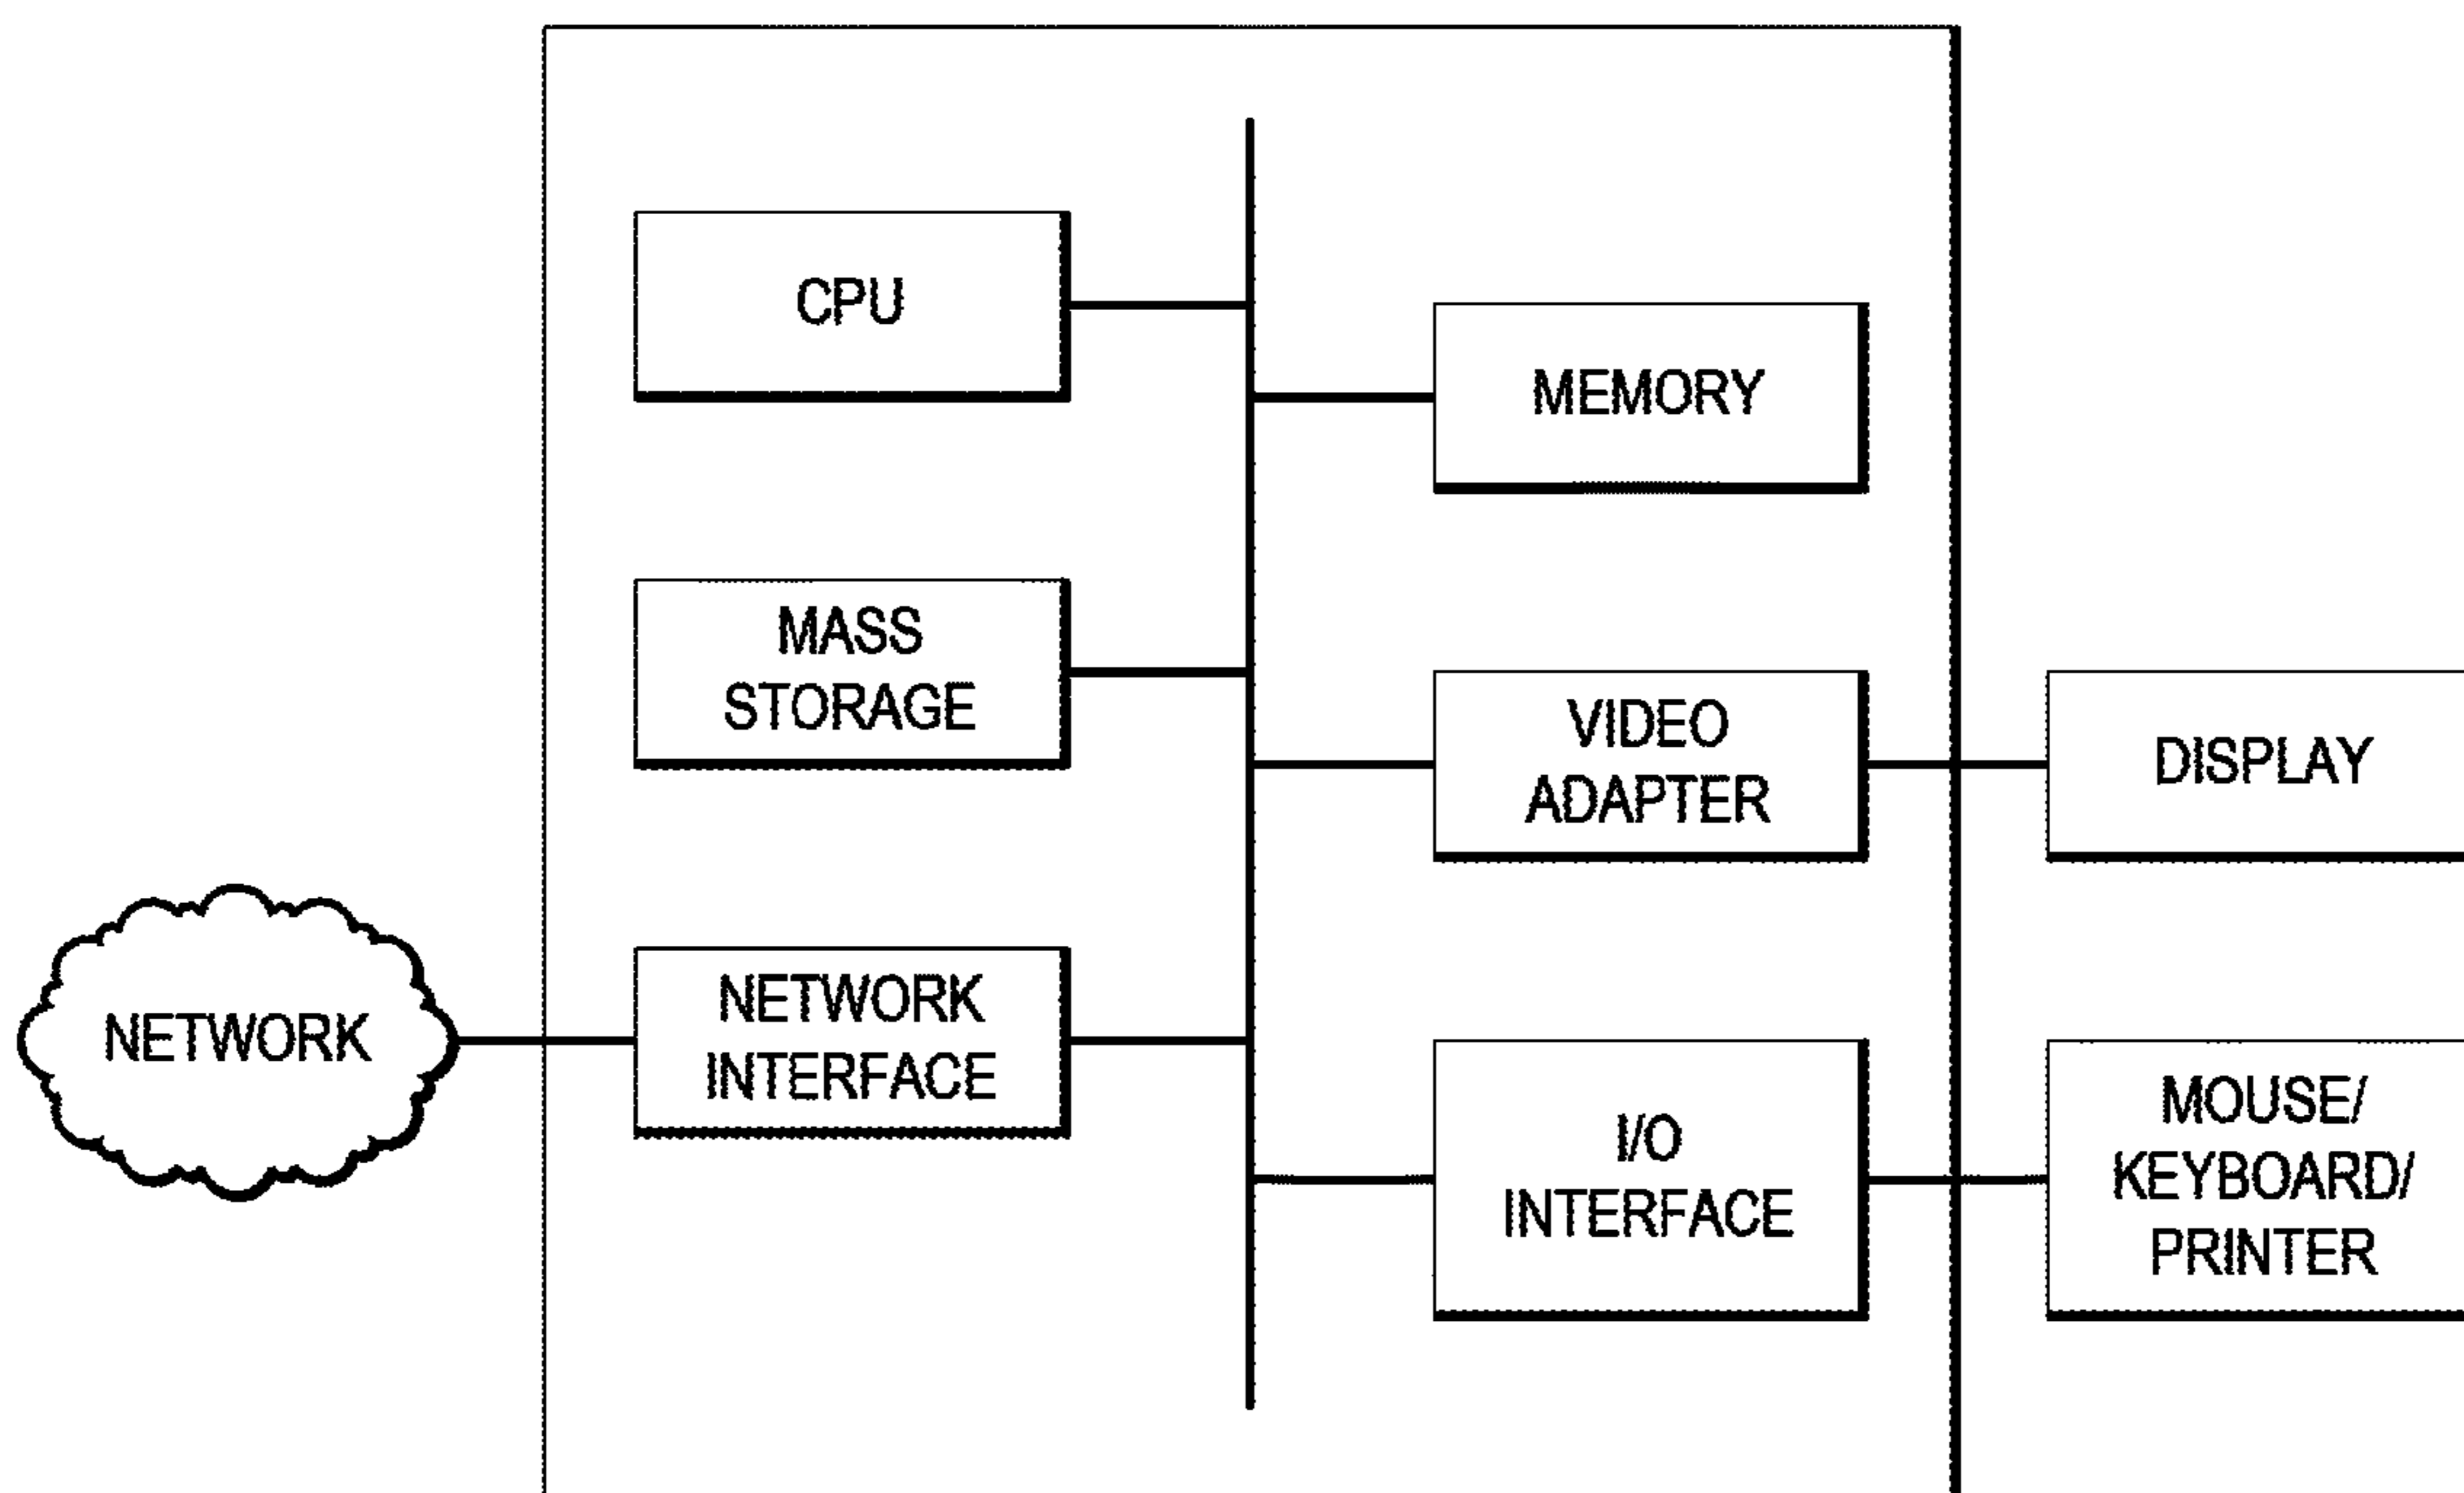 CPU
MEMORY
MASS
STORAGE
VIDEO
ADAPTER
DISPLAY
NETWORK
NETWORK
INTERFACE
I/O
INTERFACE
MOUSE/
KEYBOARD/
PRINTER